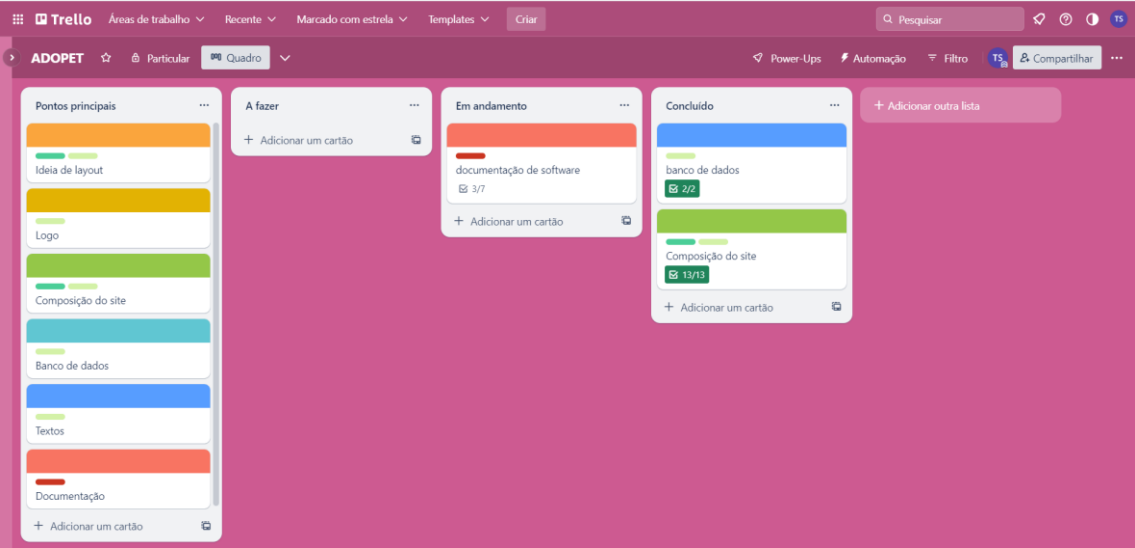 Trello Áreas de trabalho Recente Marcado com estrela Templates Criar Pesquisar TS
ADOPET Particular Quadro Power-Ups Automação Filtro TS Compartilhar
Pontos principais
Ideia de layout
Logo
Composição do site
Banco de dados
Textos
Documentação
+ Adicionar um cartão
A fazer
+ Adicionar um cartão
Em andamento
documentação de software
3/7
+ Adicionar um cartão
Concluído
banco de dados
2/2
Composição do site
13/13
+ Adicionar um cartão
+ Adicionar outra lista